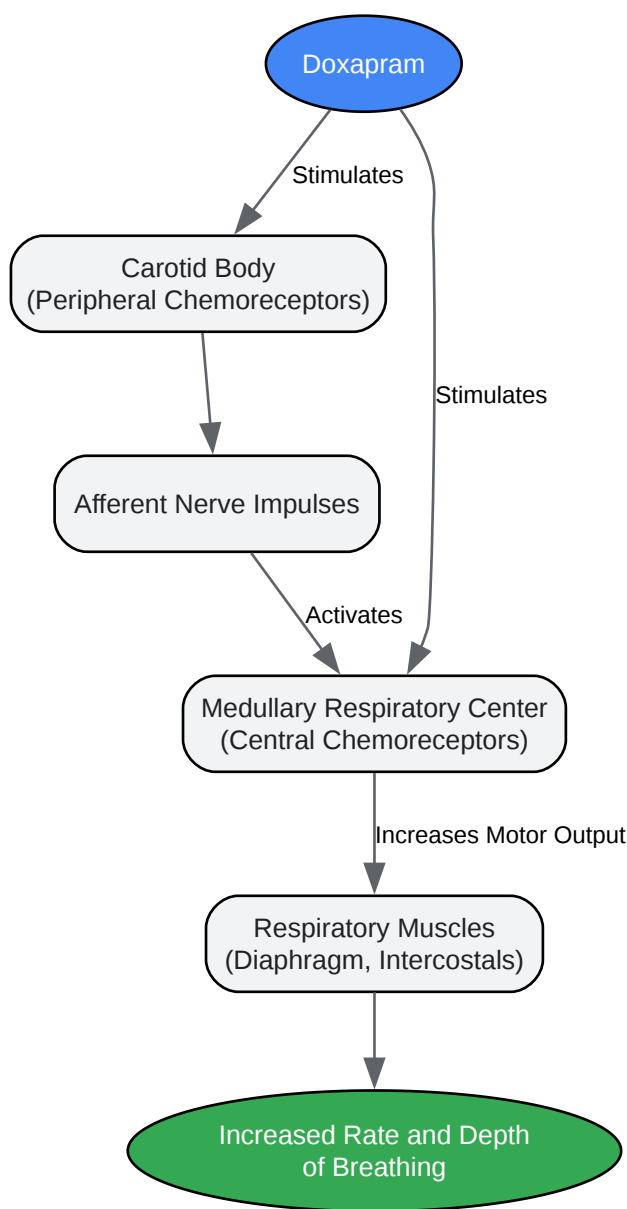 Doxapram
Stimulates
Carotid Body
(Peripheral Chemoreceptors)
Stimulates
Afferent Nerve Impulses
Activates
Medullary Respiratory Center
(Central Chemoreceptors)
Increases Motor Output
Respiratory Muscles
(Diaphragm, Intercostals)
Increased Rate and Depth
of Breathing